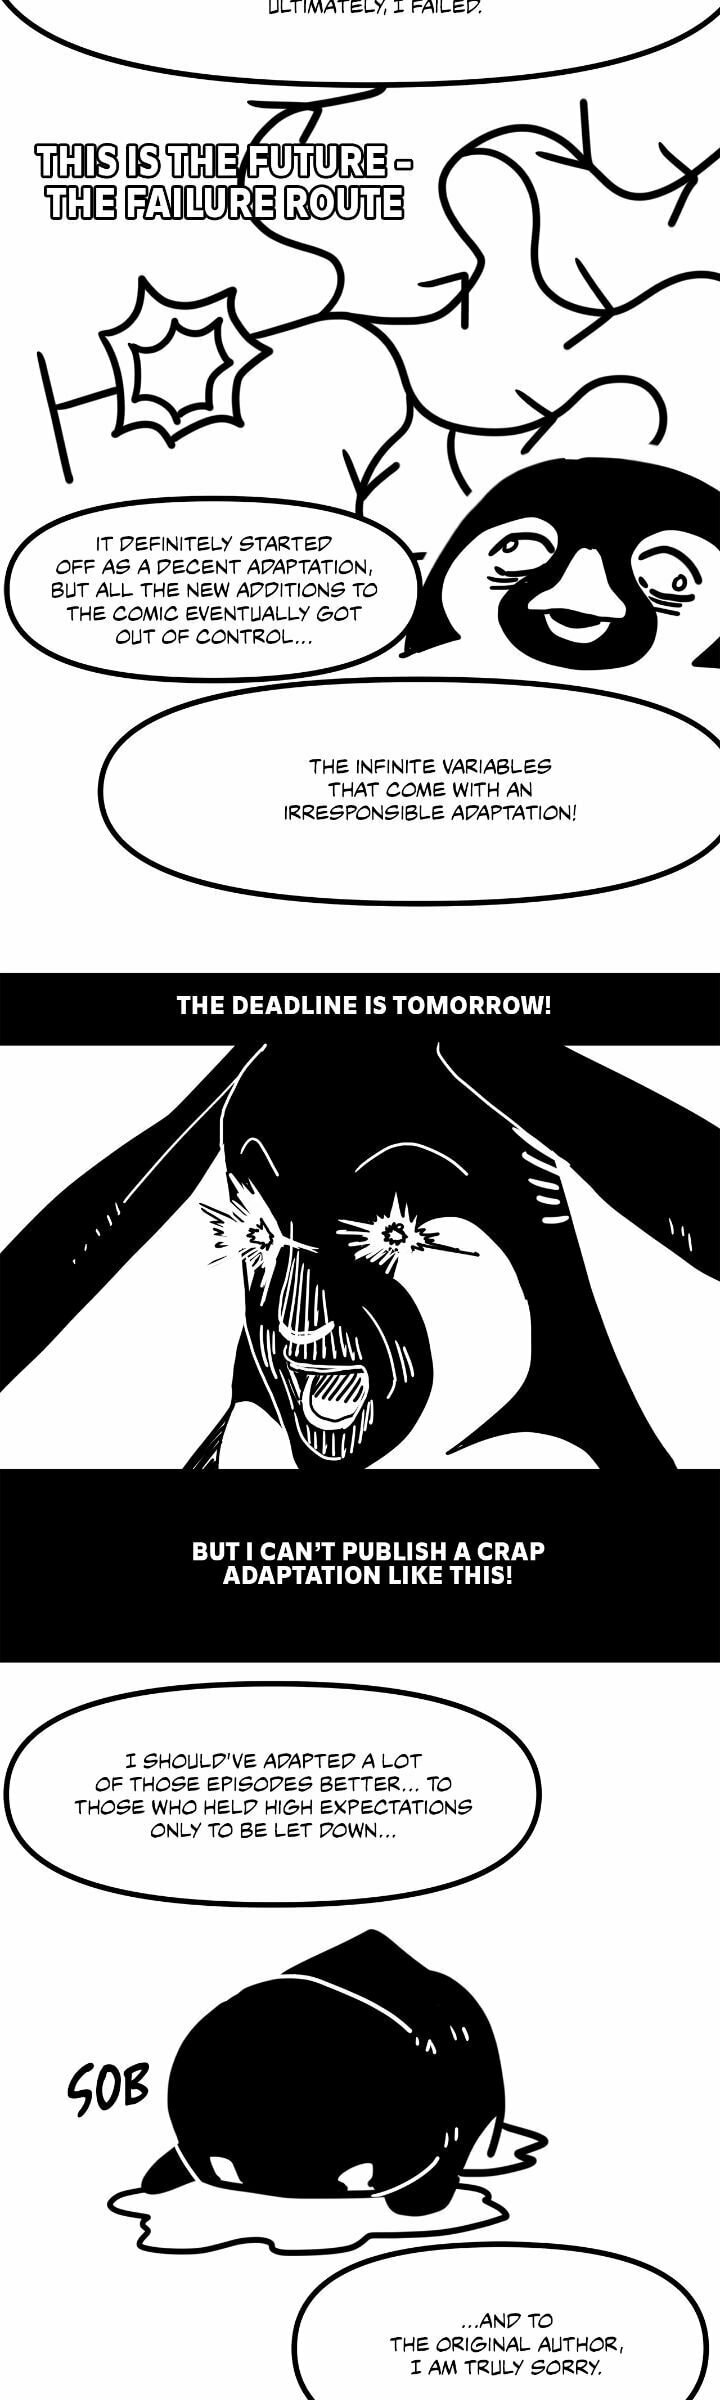 ULTIMATELY, I FAILED.
THIS IS THE FUTURE -
THE FAILURE ROUTE
IT DEFINITELY STARTED
OFF AS A DECENT ADAPTATION,
BUT ALL THE NEW ADDITIONS TO
THE COMIC EVENTUALLY GOT
OUT OF CONTROL...
THE INFINITE VARIABLES
THAT COME WITH AN
IRRESPONSIBLE ADAPTATION!
THE DEADLINE IS TOMORROW!
BUT I CAN'T PUBLISH A CRAP
ADAPTATION LIKE THIS!
I SHOULD'VE ADAPTED A LOT
OF THOSE EPISODES BETTER... TO
THOSE WHO HELD HIGH EXPECTATIONS
ONLY TO BE LET DOWN...
SOB
...AND TO
THE ORIGINAL AUTHOR,
I AM TRULY SORRY.